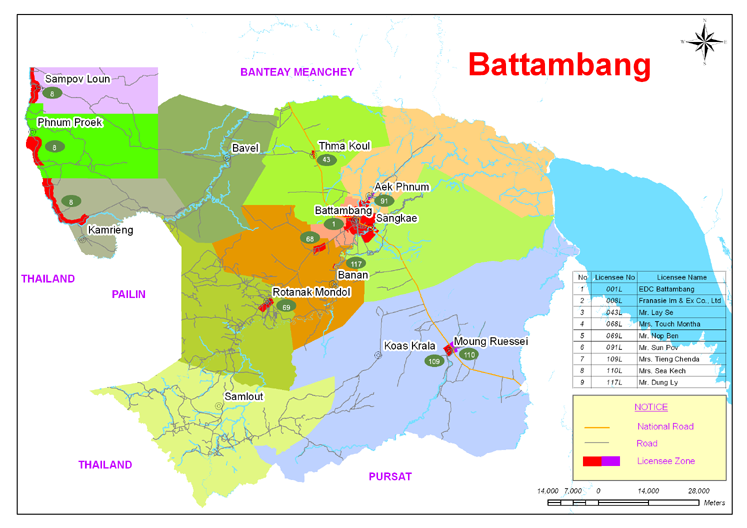 Battambang
N
W
E
S
BANTEAY MEANCHEY
Sampov Loun
8
Phnum Proek
8
Bavel
Thma Koul
43
Aek Phnum
91
8
Kamrieng
Battambang
1
Sangkae
68
117
Banan
THAILAND
PAILIN
Rotanak Mondol
69
Koas Krala
Moung Ruessei
109
110
Samlout
THAILAND
PURSAT
No. Licensee No Licensee Name
1 001L EDC Battambang
2 008L Franasie Im & Ex Co., Ltd
3 043L Mr. Lay Se
4 068L Mrs. Touch Montha
5 069L Mr. Nop Ben
6 091L Mr. Sun Pov
7 109L Mrs. Tieng Chenda
8 110L Mrs. Sea Kech
9 117L Mr. Dung Ly
NOTICE
National Road
Road
Licensee Zone
14,000 7,000 0 14,000 28,000
Meters